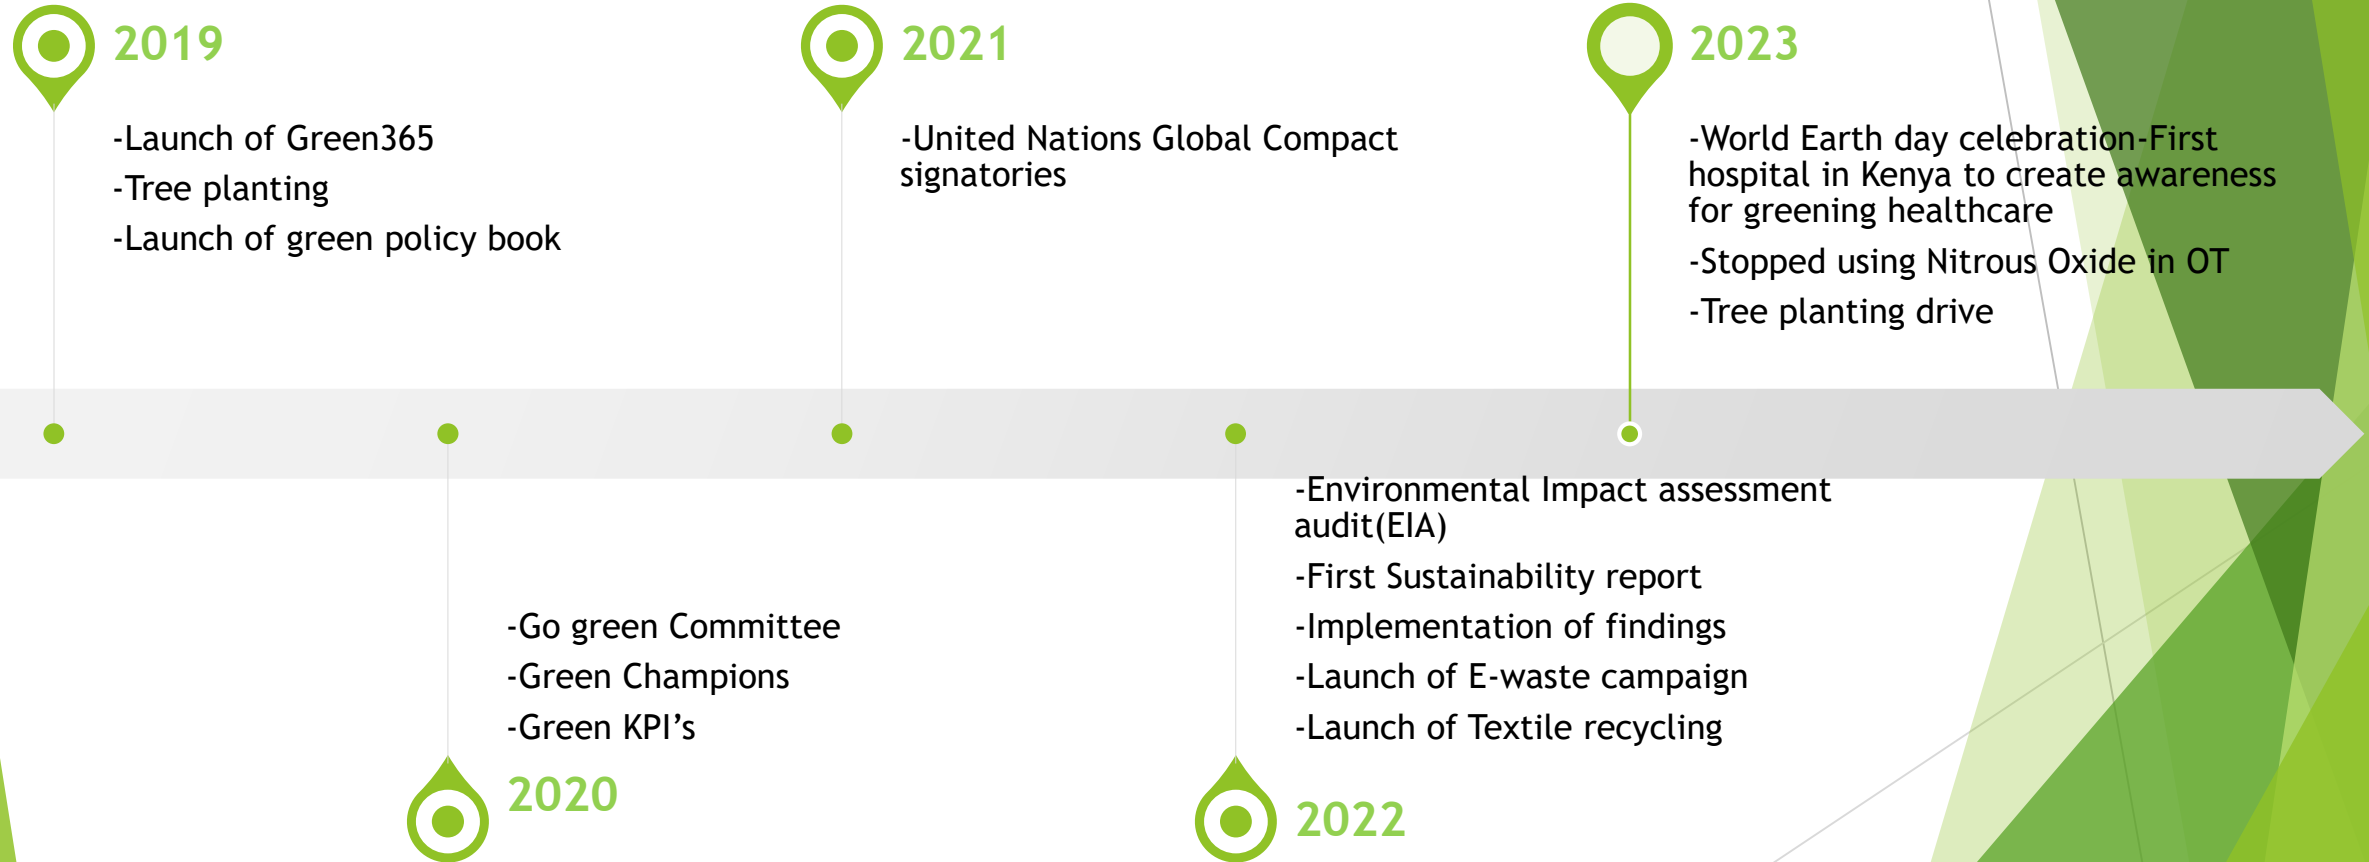 2019
-Launch of Green365
-Tree planting
-Launch of green policy book
-Go green Committee
-Green Champions
-Green KPI’s
2020
2021
-United Nations Global Compact
signatories
-Environmental Impact assessment
audit(EIA)
-First Sustainability report
-Implementation of findings
-Launch of E-waste campaign
-Launch of Textile recycling
2022
2023
-World Earth day celebration-First
hospital in Kenya to create awareness
for greening healthcare
-Stopped using Nitrous Oxide in OT
-Tree planting drive